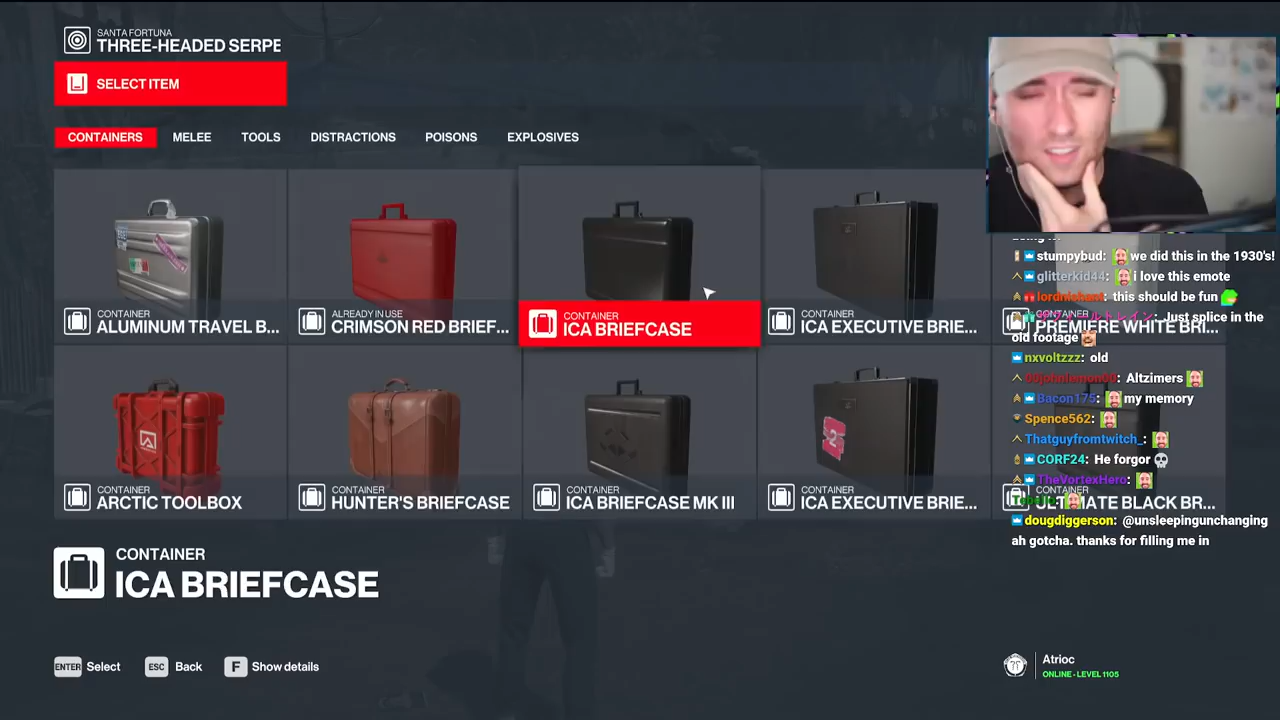 SANTA FORTUNA
THREE-HEADED SERPE
SELECT ITEM
CONTAINERS MELEE TOOLS DISTRACTIONS POISONS EXPLOSIVES
CONTAINER
ALUMINUM TRAVEL B...
ALREADY IN USE
CRIMSON RED BRIEF...
CONTAINER
ICA BRIEFCASE
CONTAINER
ICA EXECUTIVE BRIE...
CONTAINER
PREMIERE WHITE BRI...
CONTAINER
ARCTIC TOOLBOX
CONTAINER
HUNTER'S BRIEFCASE
CONTAINER
ICA BRIEFCASE MK III
CONTAINER
ICA EXECUTIVE BRIE...
CONTAINER
ULTIMATE BLACK BR...
CONTAINER
ICA BRIEFCASE
ENTER Select ESC Back F Show details
Atrioc
ONLINE - LEVEL 1105
stumpybud: we did this in the 1930's!
glitterkid44: i love this emote
this should be fun
Just splice in the
old footage
nxvoltzzz: old
Altzimers
Bacon175: my memory
Spence562:
Thatguyfromtwitch_:
CORF24: He forgor
TheVortexHero:
dougdiggerson: @unsleepingunchanging
ah gotcha. thanks for filling me in